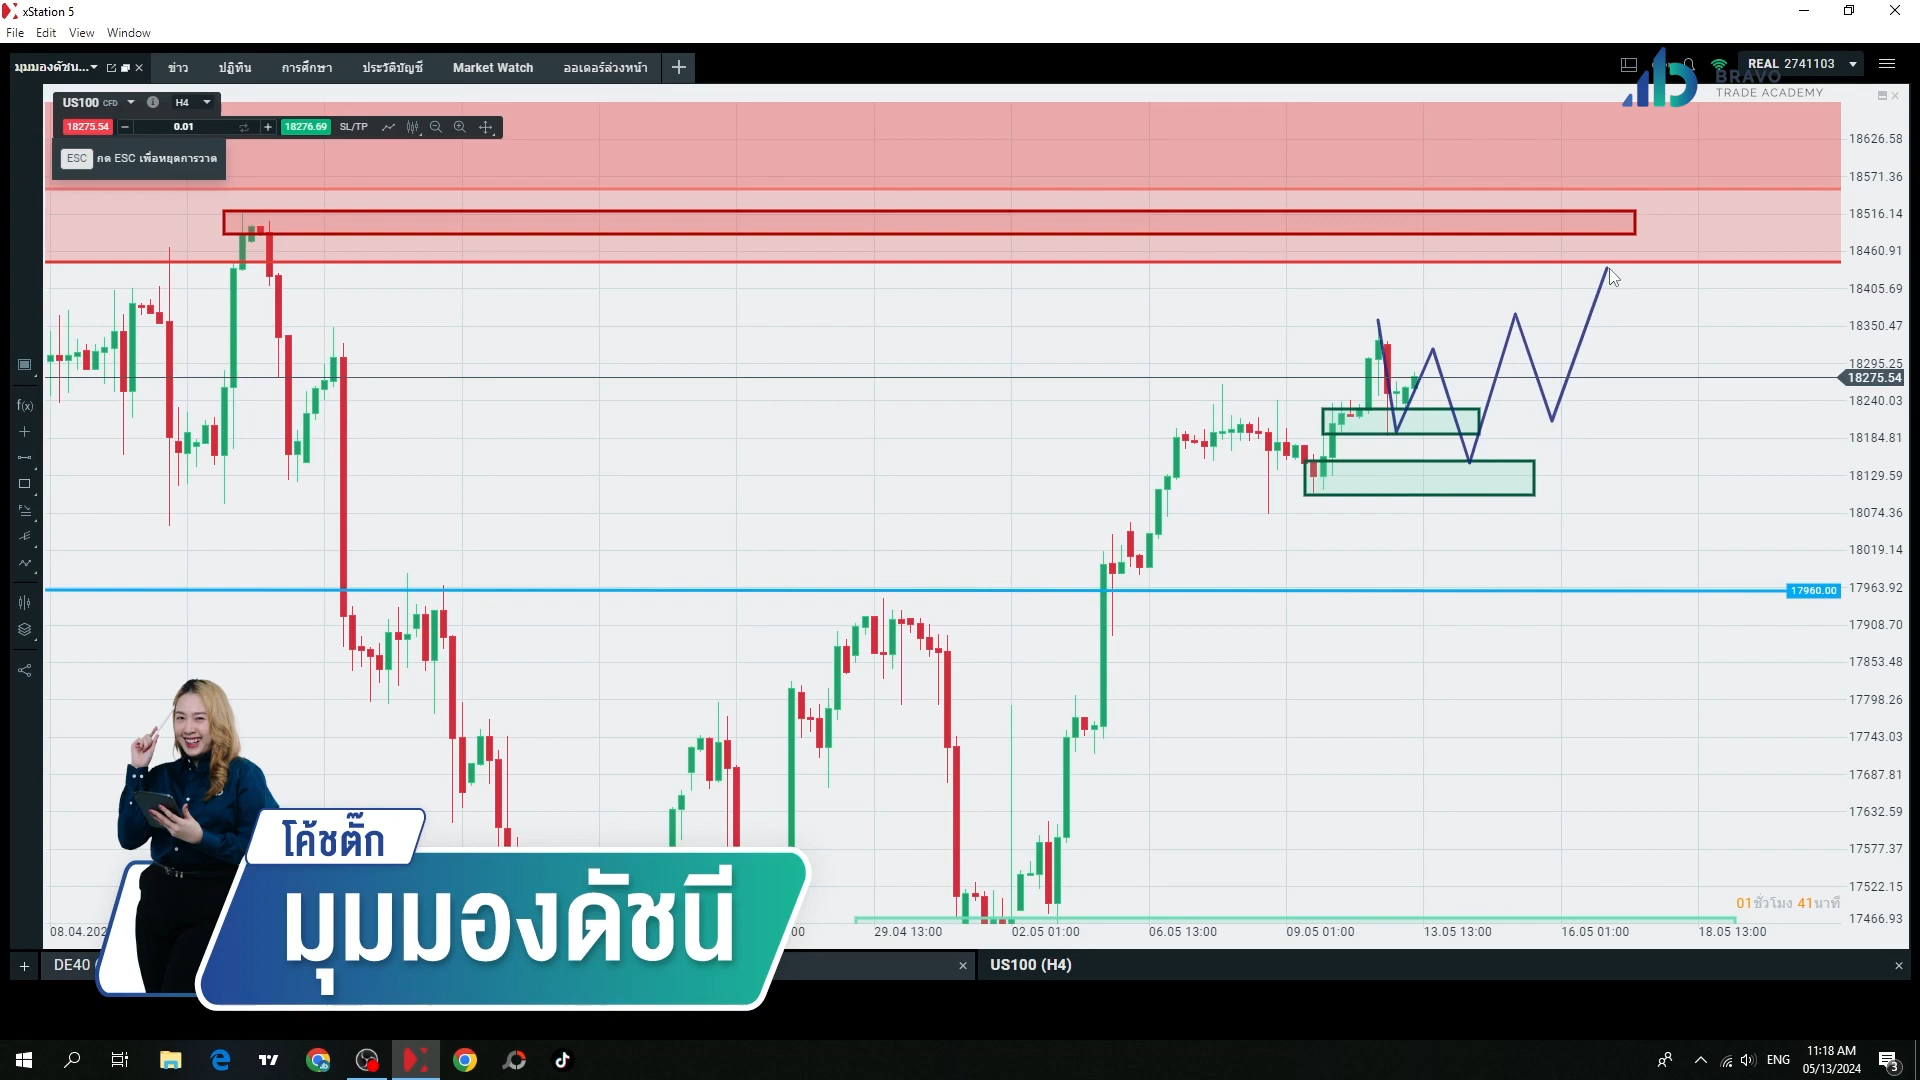 xStation 5
File Edit View Window
มุมมองดัชน...
ข่าว
ปฏิทิน
การศึกษา
ประวัติบัญชี
Market Watch
ออเดอร์ล่วงหน้า
REAL 2741103
BRAVO
TRADE ACADEMY
US100 CFD H4
18275.54
0.01
18276.69
SL/TP
ESC กด ESC เพื่อหยุดการวาด
18626.58
18571.36
18516.14
18460.91
18405.69
18350.47
18295.25
18275.54
18240.03
18184.81
18129.59
18074.36
18019.14
17963.92
17960.00
17908.70
17853.48
17798.26
17743.03
17687.81
17632.59
17577.37
17522.15
17466.93
01ชั่วโมง 41นาที
29.04 13:00
02.05 01:00
06.05 13:00
09.05 01:00
13.05 13:00
16.05 01:00
18.05 13:00
โค้ชติ๊ก
มุมมองดัชนี
DE40
US100 (H4)
ENG
11:18 AM
05/13/2024
3